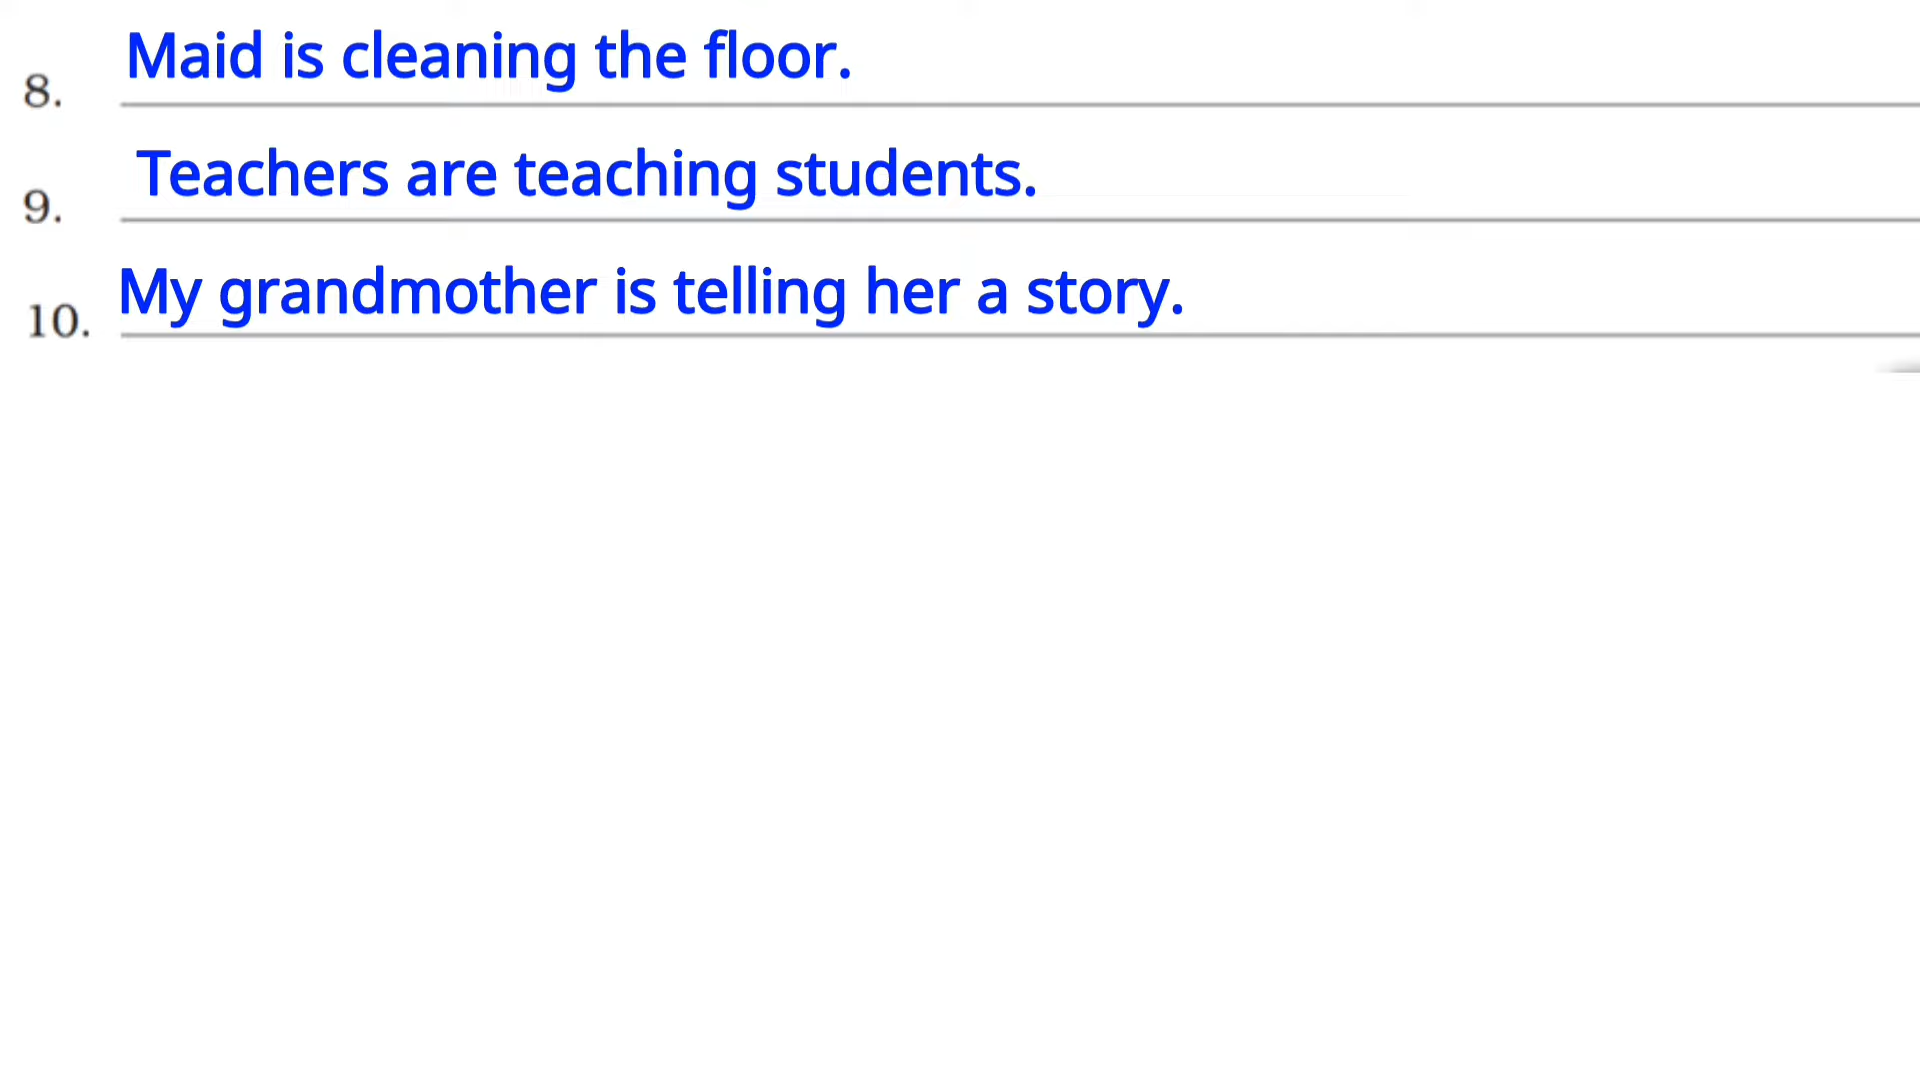 8. Maid is cleaning the floor.
9. Teachers are teaching students.
10. My grandmother is telling her a story.